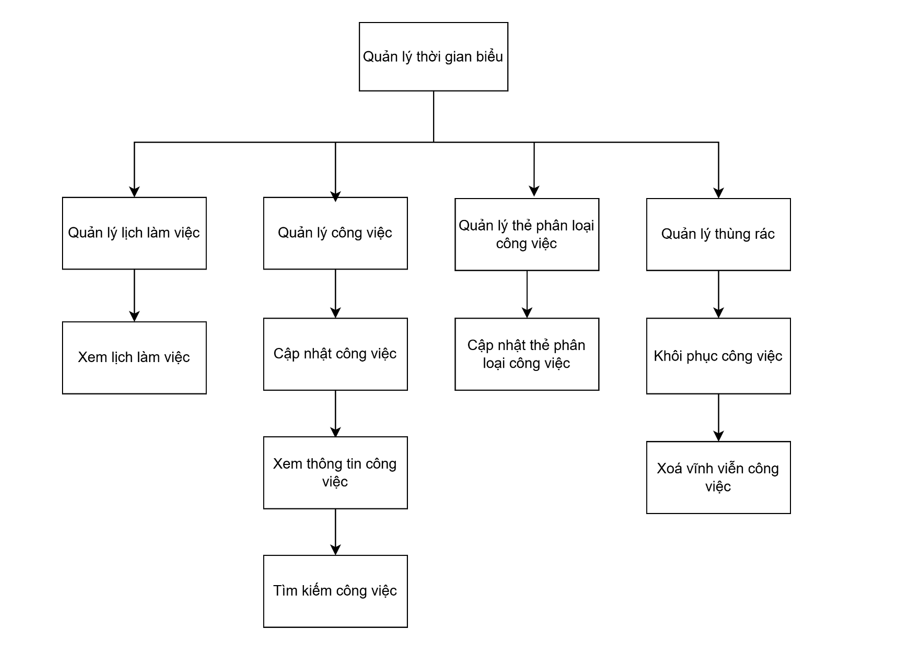 Quản lý thời gian biểu
Quản lý lịch làm việc
Quản lý công việc
Quản lý thẻ phân loại
công việc
Quản lý thùng rác
Xem lịch làm việc
Cập nhật công việc
Cập nhật thẻ phân
loại công việc
Khôi phục công việc
Xem thông tin công
việc
Xoá vĩnh viễn công
việc
Tìm kiếm công việc